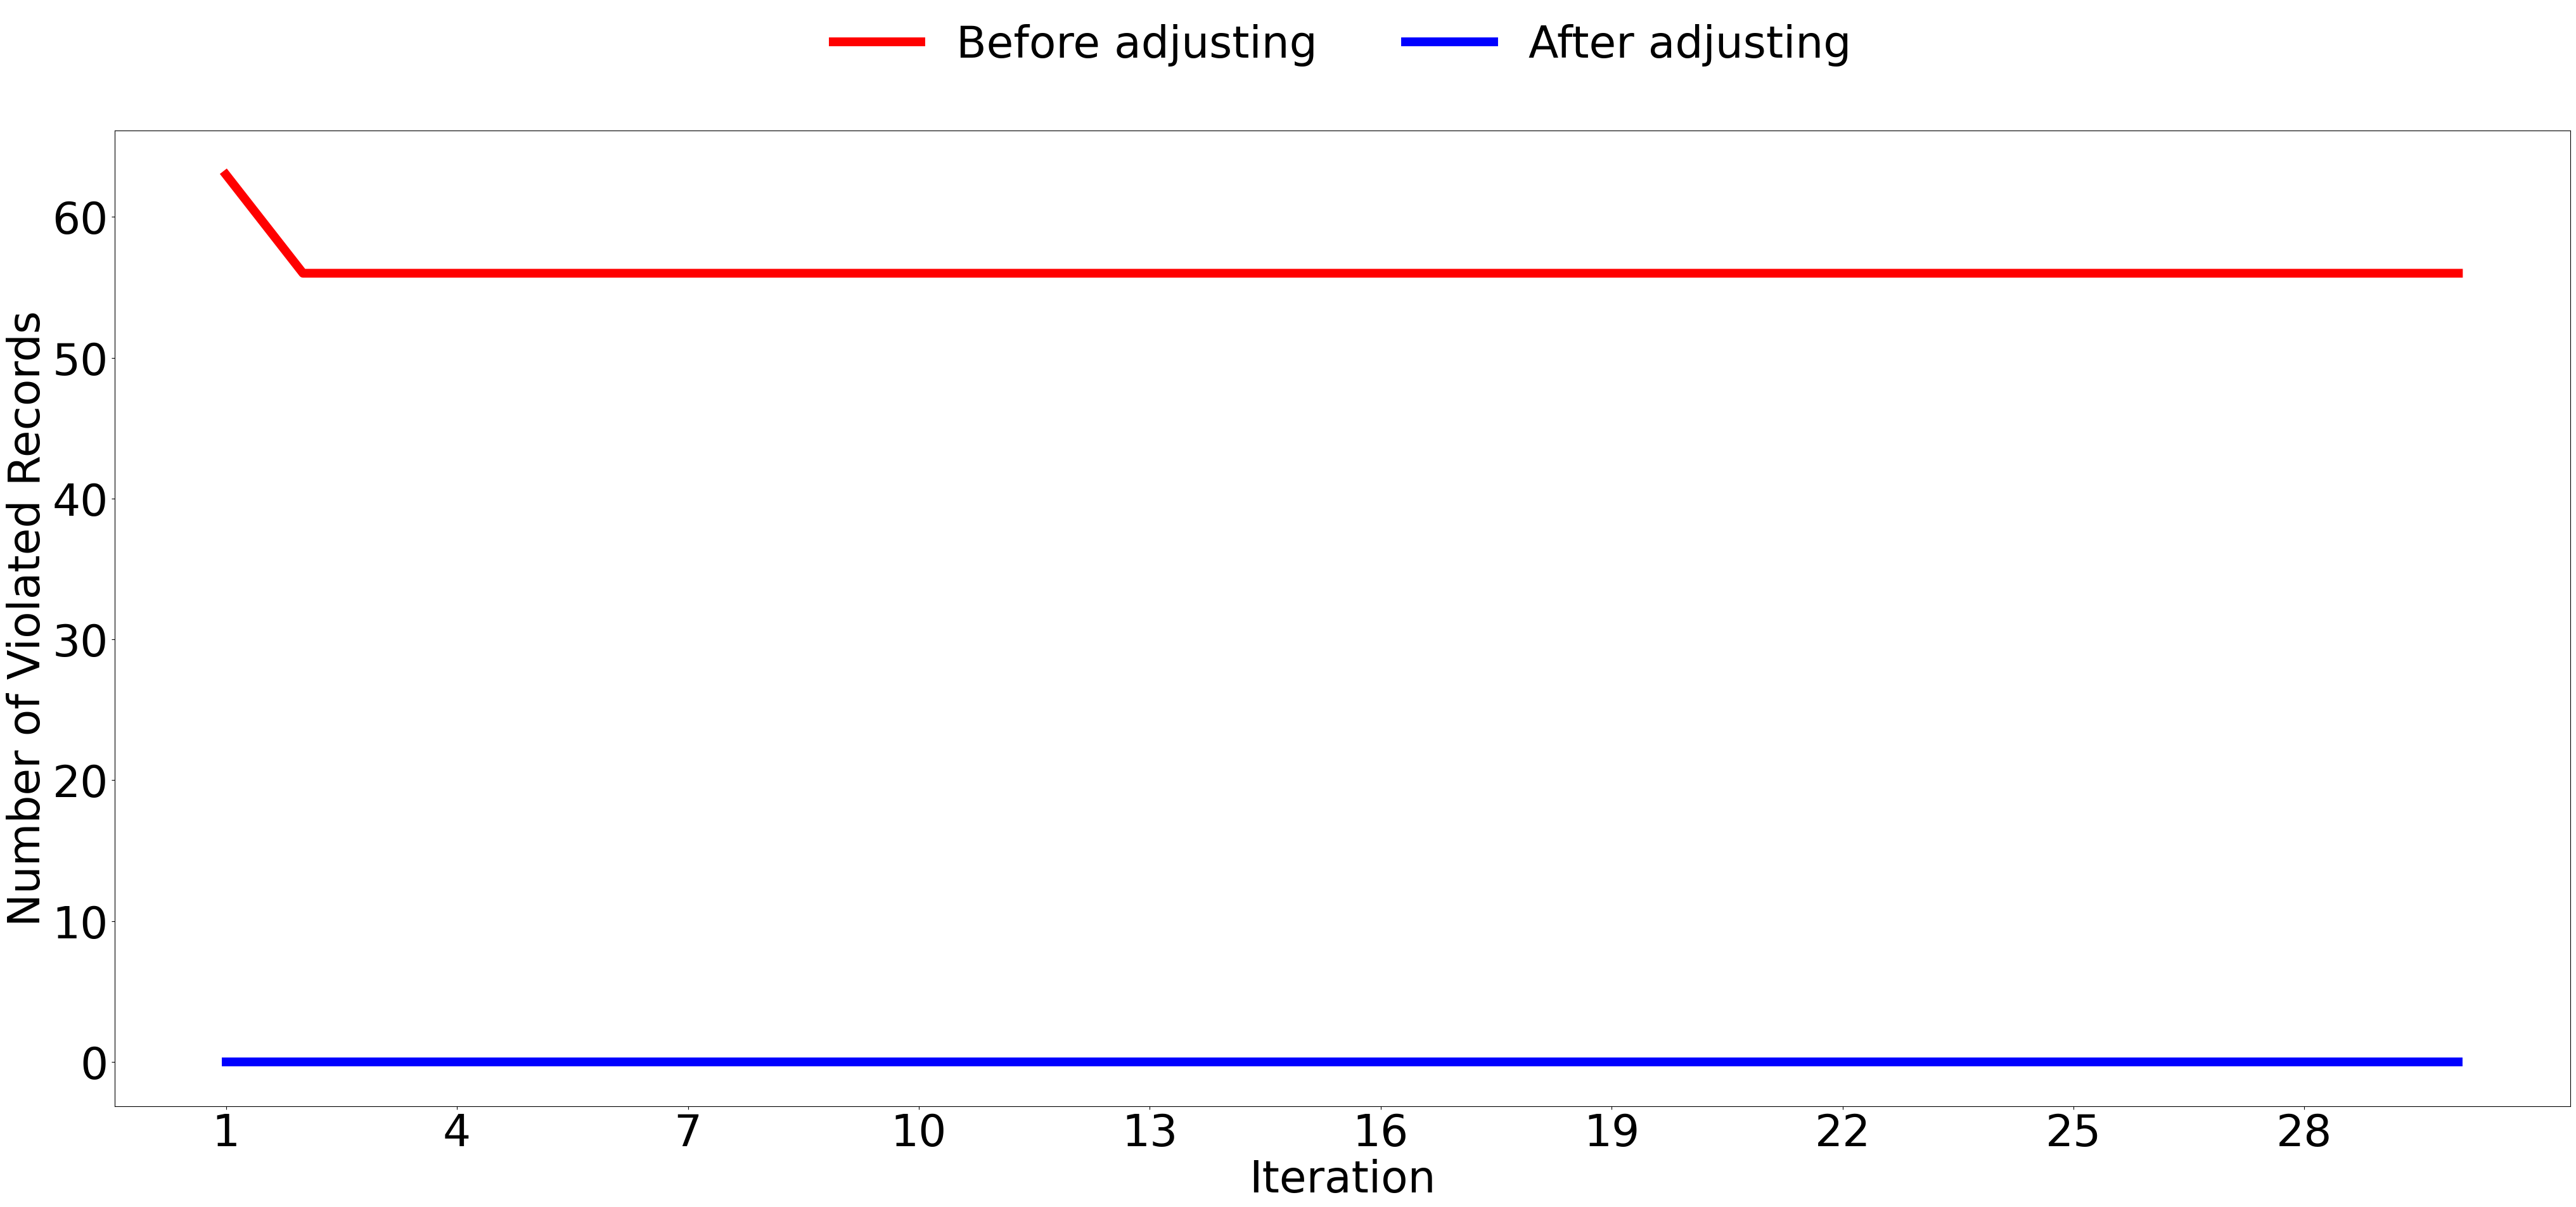 Before adjusting
After adjusting
Number of Violated Records
60
50
40
30
20
10
0
1 4 7 10 13 16 19 22 25 28
Iteration